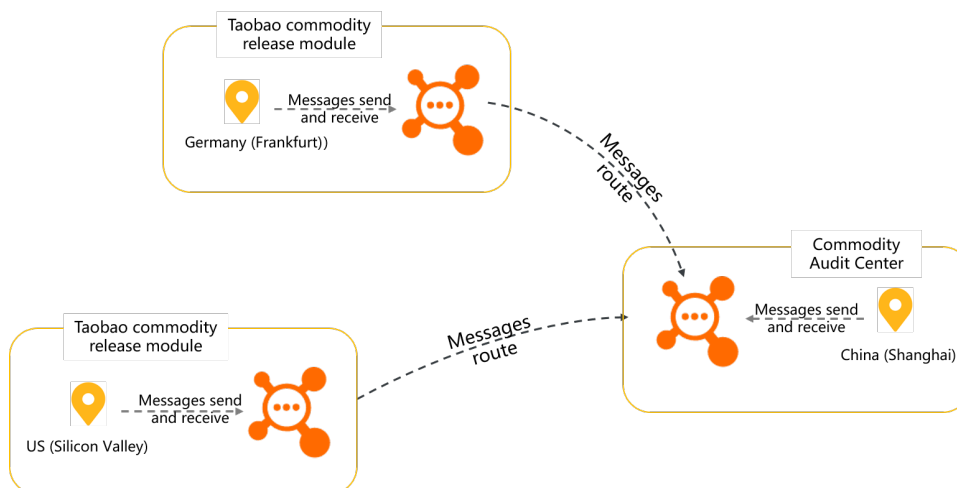 Taobao commodity
release module
Messages send
and receive
Germany (Frankfurt))
Messages
route
Commodity
Audit Center
Messages send
and receive
China (Shanghai)
Taobao commodity
release module
Messages
route
Messages send
and receive
US (Silicon Valley)